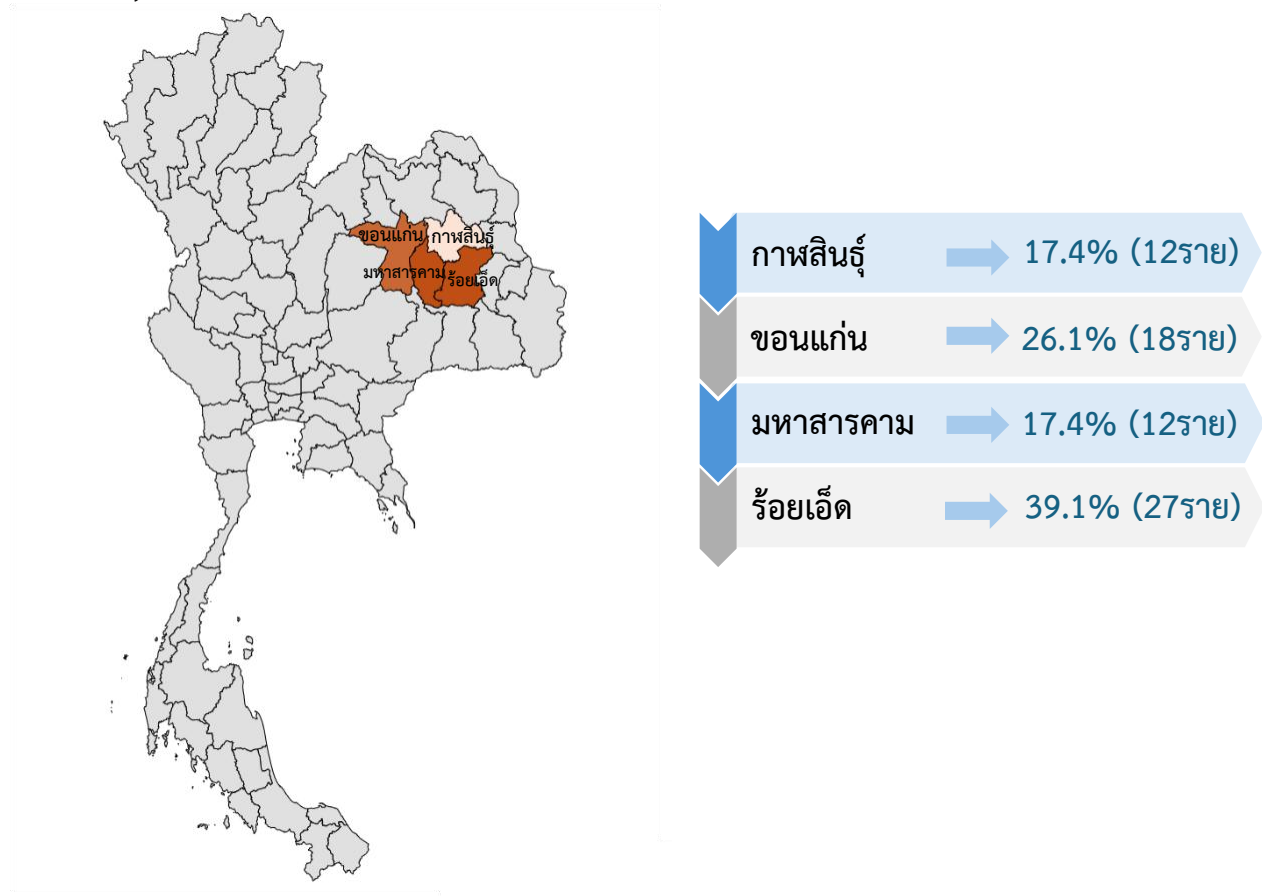 ขอนแก่น
กาฬสินธุ์
มหาสารคาม
ร้อยเอ็ด
กาฬสินธุ์ 17.4% (12ราย)
ขอนแก่น 26.1% (18ราย)
มหาสารคาม 17.4% (12ราย)
ร้อยเอ็ด 39.1% (27ราย)